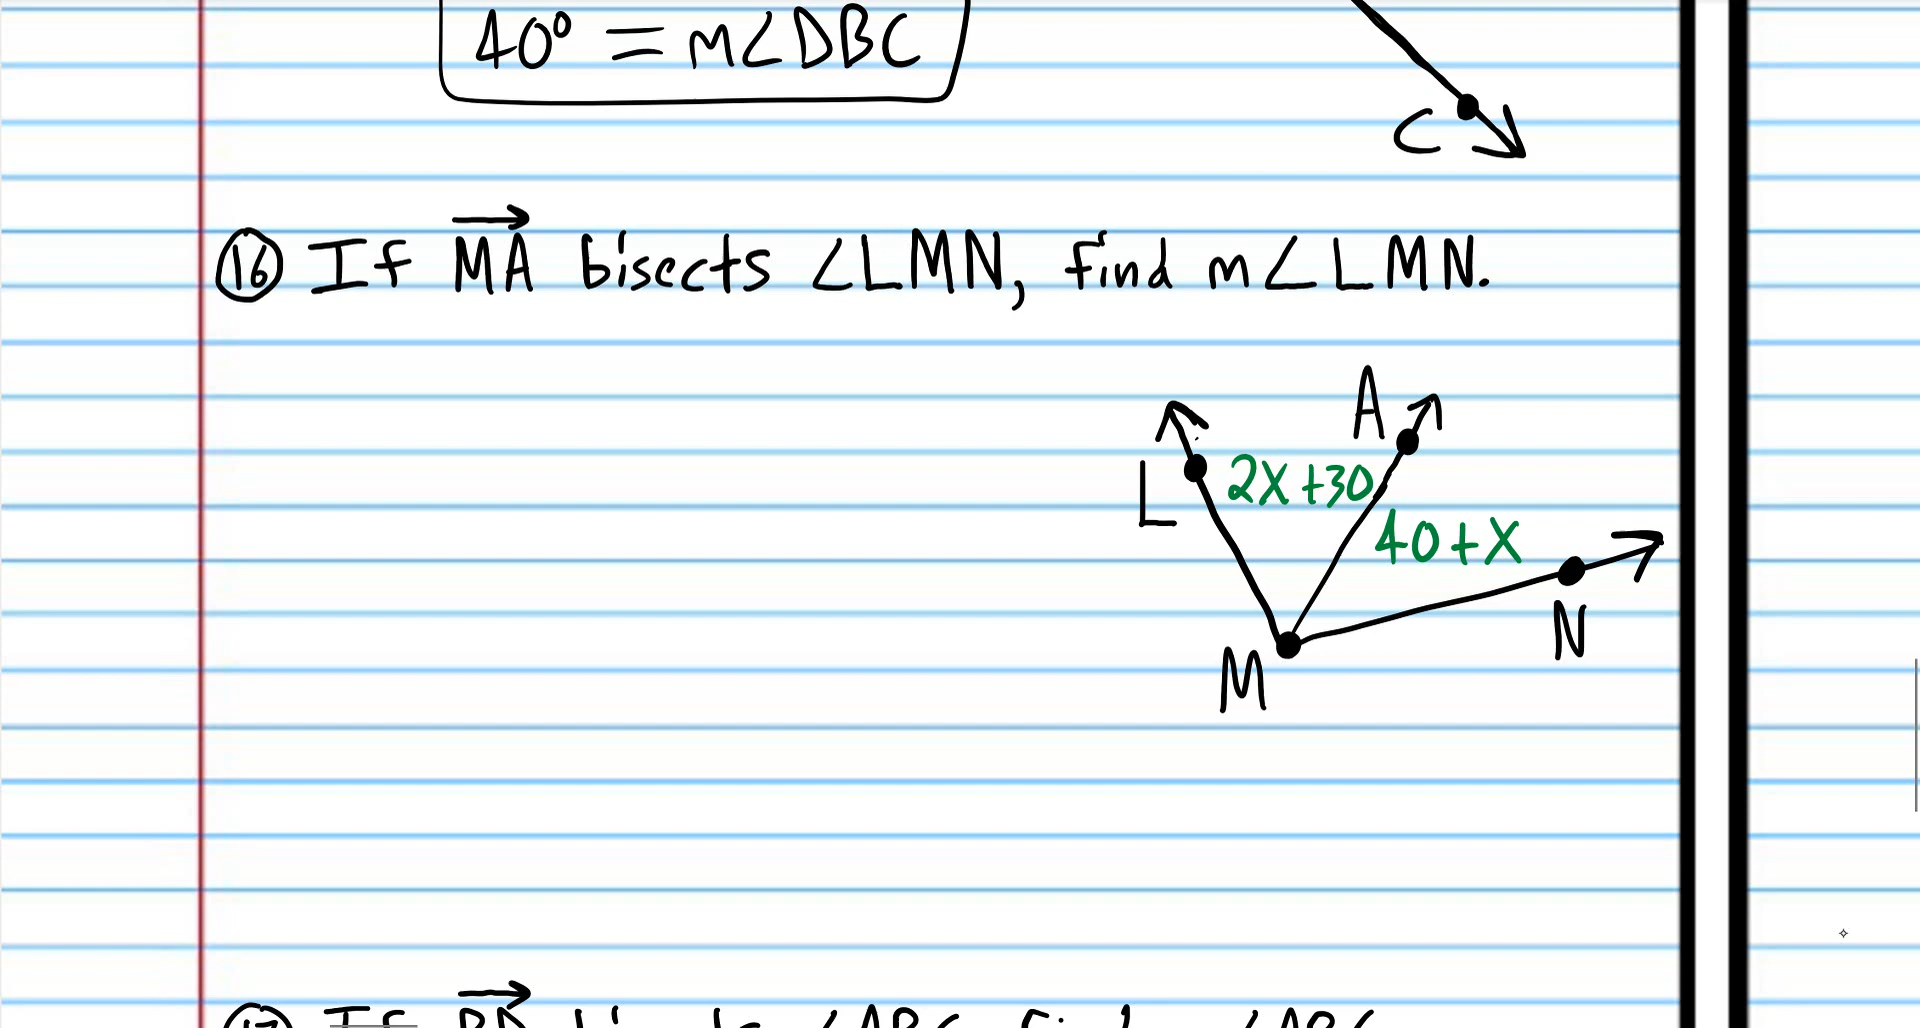 40° = m∠DBC
C
⑯ If MA bisects ∠LMN, find m∠LMN.
A
L 2X+30
40+X
N
M